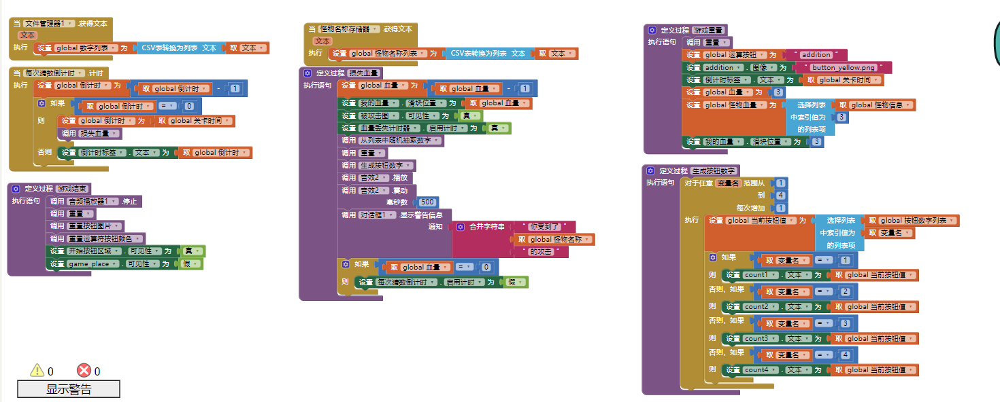 当 文件管理器1 .获得文本
文本
执行 设置 global 数字列表 为 CSV表转换为列表 文本 取 文本
当 每次猜数倒计时 .计时
执行 设置 global 倒计时 为 取 global 倒计时 - 1
如果 取 global 倒计时 = 0
则 设置 global 倒计时 为 取 global 关卡时间
调用 损失血量
否则 设置 倒计时标签 . 文本 为 取 global 倒计时
定义过程 游戏结束
执行语句 调用 音频播放器1 .停止
调用 重置
调用 重置按钮图片
调用 重置运算符按钮颜色
设置 开始按钮区域 . 可见性 为 真
设置 game_place . 可见性 为 假
0 0
显示警告
当 怪物名称存储器 .获得文本
文本
执行 设置 global 怪物名称列表 为 CSV表转换为列表 文本 取 文本
定义过程 损失血量
执行语句 设置 global 血量 为 取 global 血量 - 1
设置 我的血量 . 滑块位置 为 取 global 血量
设置 被攻击图 . 可见性 为 真
设置 血量丢失计时器 . 启用计时 为 真
调用 从列表中随机抽取数字
调用 重置
调用 生成按钮数字
调用 音效2 .播放
调用 音效2 .震动
毫秒数 500
调用 对话框1 .显示警告信息
通知 合并字符串 " 你受到了 "
取 global 怪物名称
" 的攻击 "
如果 取 global 血量 = 0
则 设置 每次猜数倒计时 . 启用计时 为 假
定义过程 游戏重置
执行语句 调用 重置
设置 global 运算按钮 为 " addition "
设置 addition . 图像 为 " button_yellow.png "
设置 倒计时标签 . 文本 为 取 global 关卡时间
设置 global 血量 为 3
设置 global 怪物血量 为 选择列表 取 global 怪物信息
中索引值为 3
的列表项
设置 我的血量 . 滑块位置 为 3
定义过程 生成按钮数字
执行语句 对于任意 变量名 范围从 1
到 4
每次增加 1
执行 设置 global 当前按钮值 为 选择列表 取 global 按钮数字列表
中索引值为 取 变量名
的列表项
如果 取 变量名 = 1
则 设置 count1 . 文本 为 取 global 当前按钮值
否则，如果 取 变量名 = 2
则 设置 count2 . 文本 为 取 global 当前按钮值
否则，如果 取 变量名 = 3
则 设置 count3 . 文本 为 取 global 当前按钮值
否则，如果 取 变量名 = 4
则 设置 count4 . 文本 为 取 global 当前按钮值